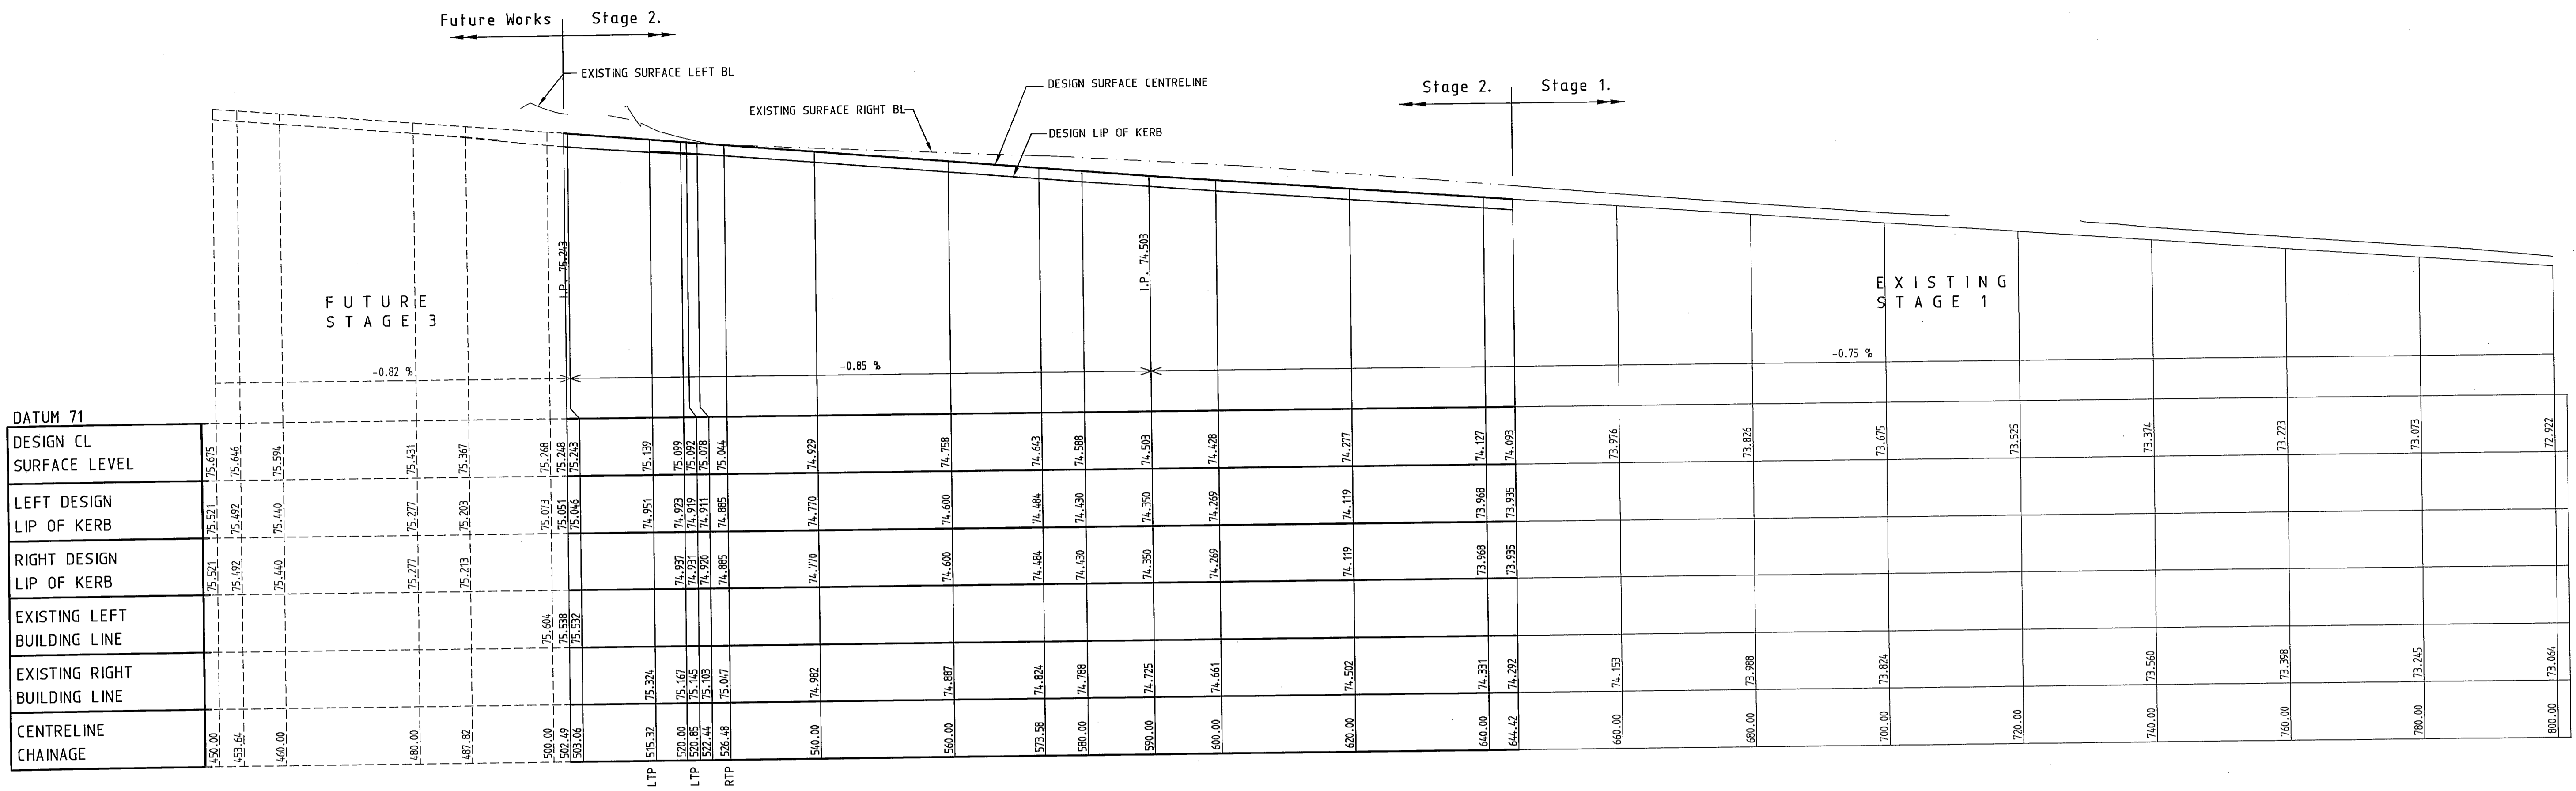 Future Works
Stage 2.
EXISTING SURFACE LEFT BL
EXISTING SURFACE RIGHT BL
DESIGN SURFACE CENTRELINE
DESIGN LIP OF KERB
Stage 2.
Stage 1.
I.P. 75.243
I.P. 74.503
FUTURE
STAGE 3
EXISTING
STAGE 1
-0.82 %
-0.85 %
-0.75 %
DATUM 71
DESIGN CL
SURFACE LEVEL
75.675 75.646 75.594 75.431 75.367 75.268 75.248 75.243 75.139 75.099 75.092 75.078 75.044 74.929 74.758 74.643 74.588 74.503 74.428 74.277 74.127 74.093 73.976 73.826 73.675 73.525 73.374 73.223 73.073 72.922
LEFT DESIGN
LIP OF KERB
75.521 75.492 75.440 75.277 75.203 75.073 75.051 75.046 74.951 74.923 74.919 74.911 74.885 74.770 74.600 74.484 74.430 74.350 74.269 74.119 73.968 73.935
RIGHT DESIGN
LIP OF KERB
75.521 75.492 75.440 75.277 75.213 74.937 74.931 74.920 74.885 74.770 74.600 74.484 74.430 74.350 74.269 74.119 73.968 73.935
EXISTING LEFT
BUILDING LINE
75.604 75.538 75.532
EXISTING RIGHT
BUILDING LINE
75.324 75.167 75.145 75.103 75.047 74.982 74.887 74.824 74.788 74.725 74.661 74.502 74.331 74.292 74.153 73.988 73.824 73.560 73.398 73.245 73.064
CENTRELINE
CHAINAGE
450.00 453.64 460.00 480.00 487.82 500.00 502.49 503.06 515.32 520.00 520.85 522.44 526.48 540.00 560.00 573.58 580.00 590.00 600.00 620.00 640.00 644.42 660.00 680.00 700.00 720.00 740.00 760.00 780.00 800.00
LTP
LTP
RTP